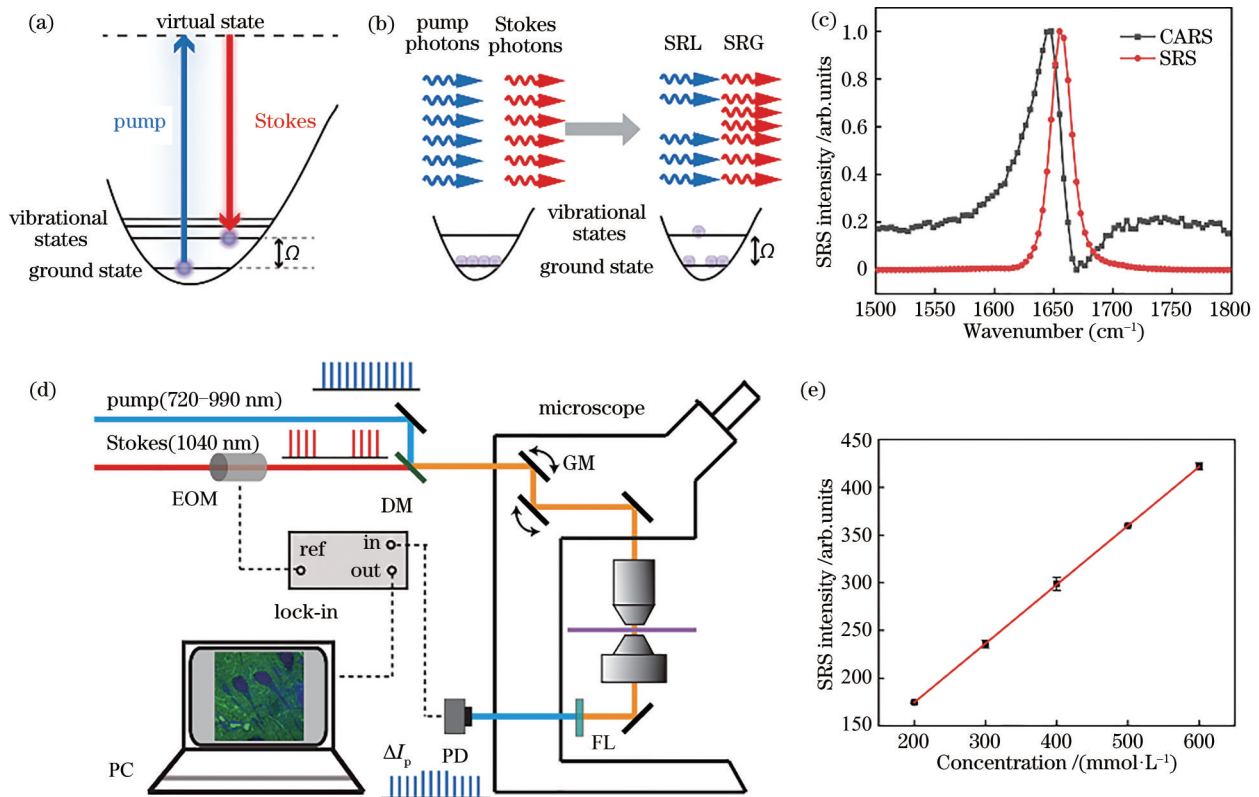 (a)
virtual state
pump
Stokes
vibrational
states
ground state
Ω
(b)
pump
photons
Stokes
photons
SRL
SRG
vibrational
states
ground state
Ω
(c)
CARS
SRS
SRS intensity /arb.units
1.0
0.8
0.6
0.4
0.2
0
1500
1550
1600
1650
1700
1750
1800
Wavenumber (cm⁻¹)
(d)
pump(720–990 nm)
Stokes(1040 nm)
EOM
DM
GM
microscope
ref
in
out
lock-in
PC
ΔIₚ
PD
FL
(e)
SRS intensity /arb.units
450
400
350
300
250
200
150
200
300
400
500
600
Concentration /(mmol·L⁻¹)